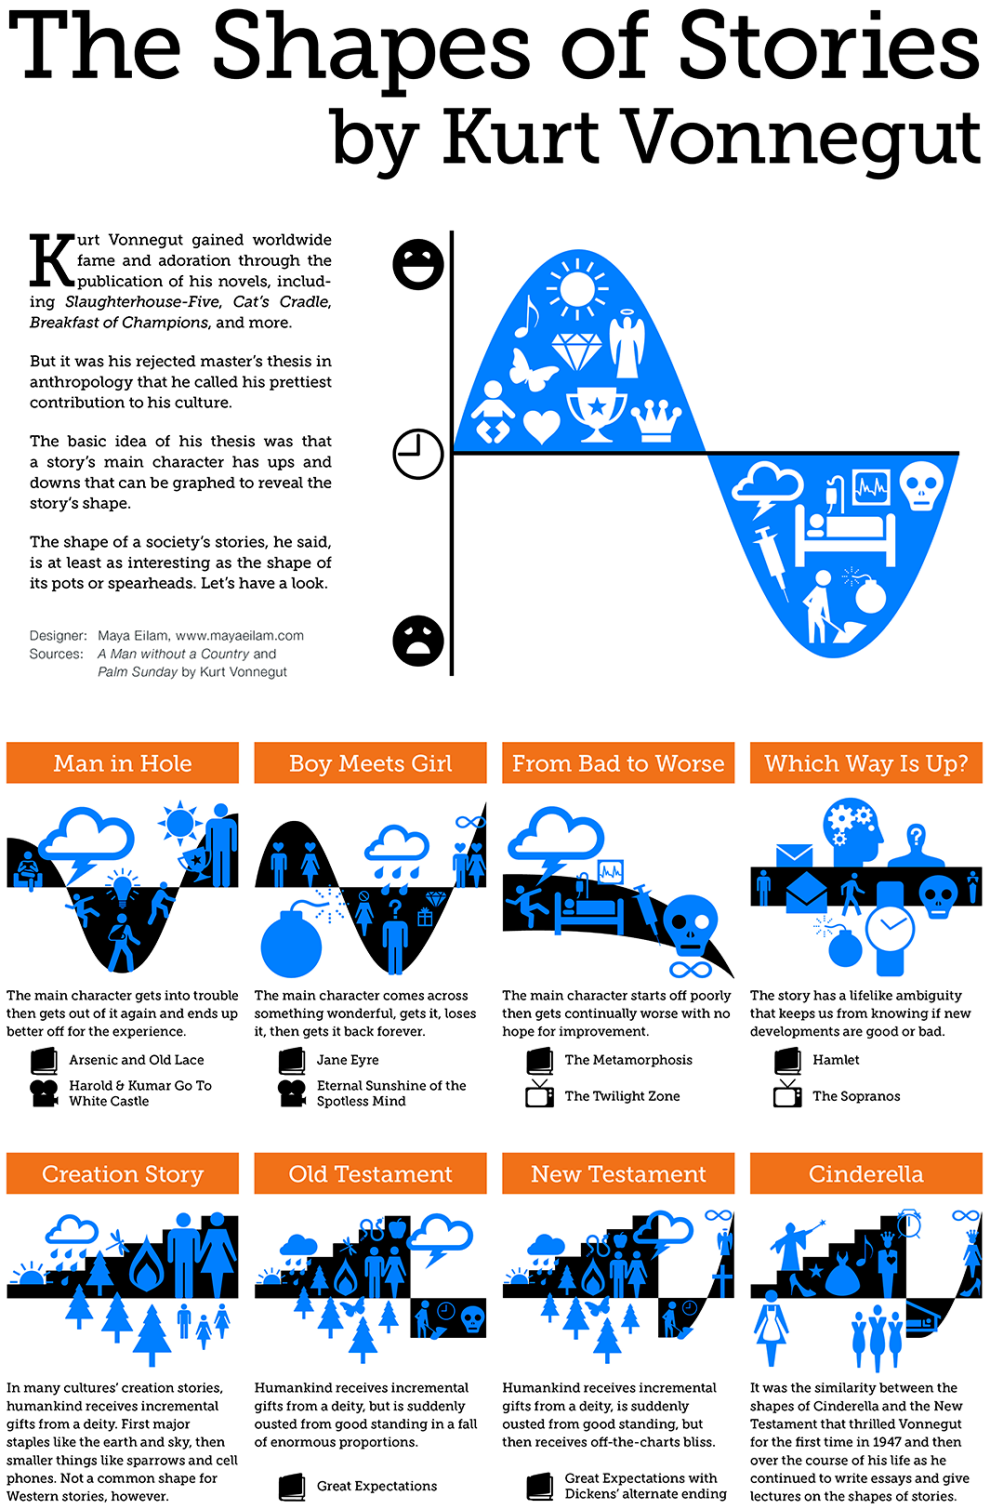 The Shapes of Stories
by Kurt Vonnegut
Kurt Vonnegut gained worldwide
fame and adoration through the
publication of his novels, includ-
ing Slaughterhouse-Five, Cat's Cradle,
Breakfast of Champions, and more.
But it was his rejected master's thesis in
anthropology that he called his prettiest
contribution to his culture.
The basic idea of his thesis was that
a story's main character has ups and
downs that can be graphed to reveal the
story's shape.
The shape of a society's stories, he said,
is at least as interesting as the shape of
its pots or spearheads. Let's have a look.
Designer: Maya Eilam, www.mayaeilam.com
Sources: A Man without a Country and
Palm Sunday by Kurt Vonnegut
Man in Hole
The main character gets into trouble
then gets out of it again and ends up
better off for the experience.
Arsenic and Old Lace
Harold & Kumar Go To
White Castle
Boy Meets Girl
?
The main character comes across
something wonderful, gets it, loses
it, then gets it back forever.
Jane Eyre
Eternal Sunshine of the
Spotless Mind
From Bad to Worse
The main character starts off poorly
then gets continually worse with no
hope for improvement.
The Metamorphosis
The Twilight Zone
Which Way Is Up?
?
The story has a lifelike ambiguity
that keeps us from knowing if new
developments are good or bad.
Hamlet
The Sopranos
Creation Story
In many cultures' creation stories,
humankind receives incremental
gifts from a deity. First major
staples like the earth and sky, then
smaller things like sparrows and cell
phones. Not a common shape for
Western stories, however.
Old Testament
Humankind receives incremental
gifts from a deity, but is suddenly
ousted from good standing in a fall
of enormous proportions.
Great Expectations
New Testament
Humankind receives incremental
gifts from a deity, is suddenly
ousted from good standing, but
then receives off-the-charts bliss.
Great Expectations with
Dickens' alternate ending
Cinderella
It was the similarity between the
shapes of Cinderella and the New
Testament that thrilled Vonnegut
for the first time in 1947 and then
over the course of his life as he
continued to write essays and give
lectures on the shapes of stories.